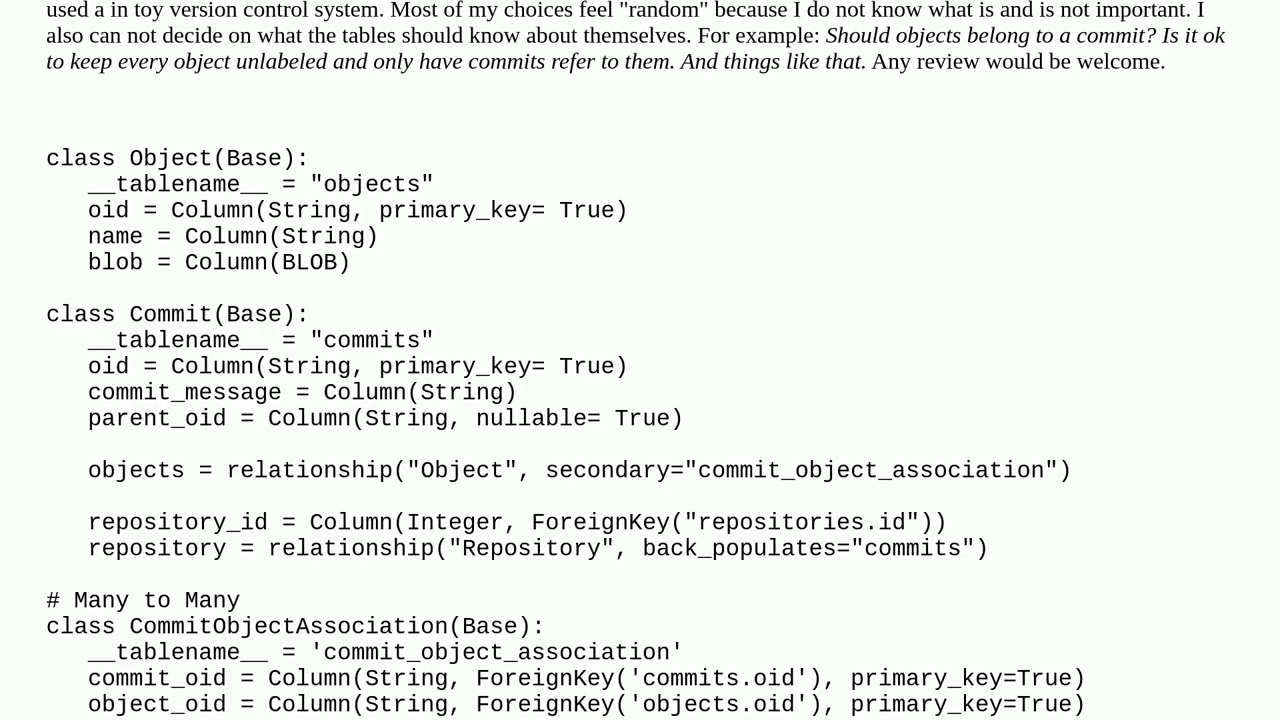 used a in toy version control system. Most of my choices feel "random" because I do not know what is and is not important. I
also can not decide on what the tables should know about themselves. For example: Should objects belong to a commit? Is it ok
to keep every object unlabeled and only have commits refer to them. And things like that. Any review would be welcome.
class Object(Base):
   __tablename__ = "objects"
   oid = Column(String, primary_key= True)
   name = Column(String)
   blob = Column(BLOB)
class Commit(Base):
   __tablename__ = "commits"
   oid = Column(String, primary_key= True)
   commit_message = Column(String)
   parent_oid = Column(String, nullable= True)
   objects = relationship("Object", secondary="commit_object_association")
   repository_id = Column(Integer, ForeignKey("repositories.id"))
   repository = relationship("Repository", back_populates="commits")
# Many to Many
class CommitObjectAssociation(Base):
   __tablename__ = 'commit_object_association'
   commit_oid = Column(String, ForeignKey('commits.oid'), primary_key=True)
   object_oid = Column(String, ForeignKey('objects.oid'), primary_key=True)